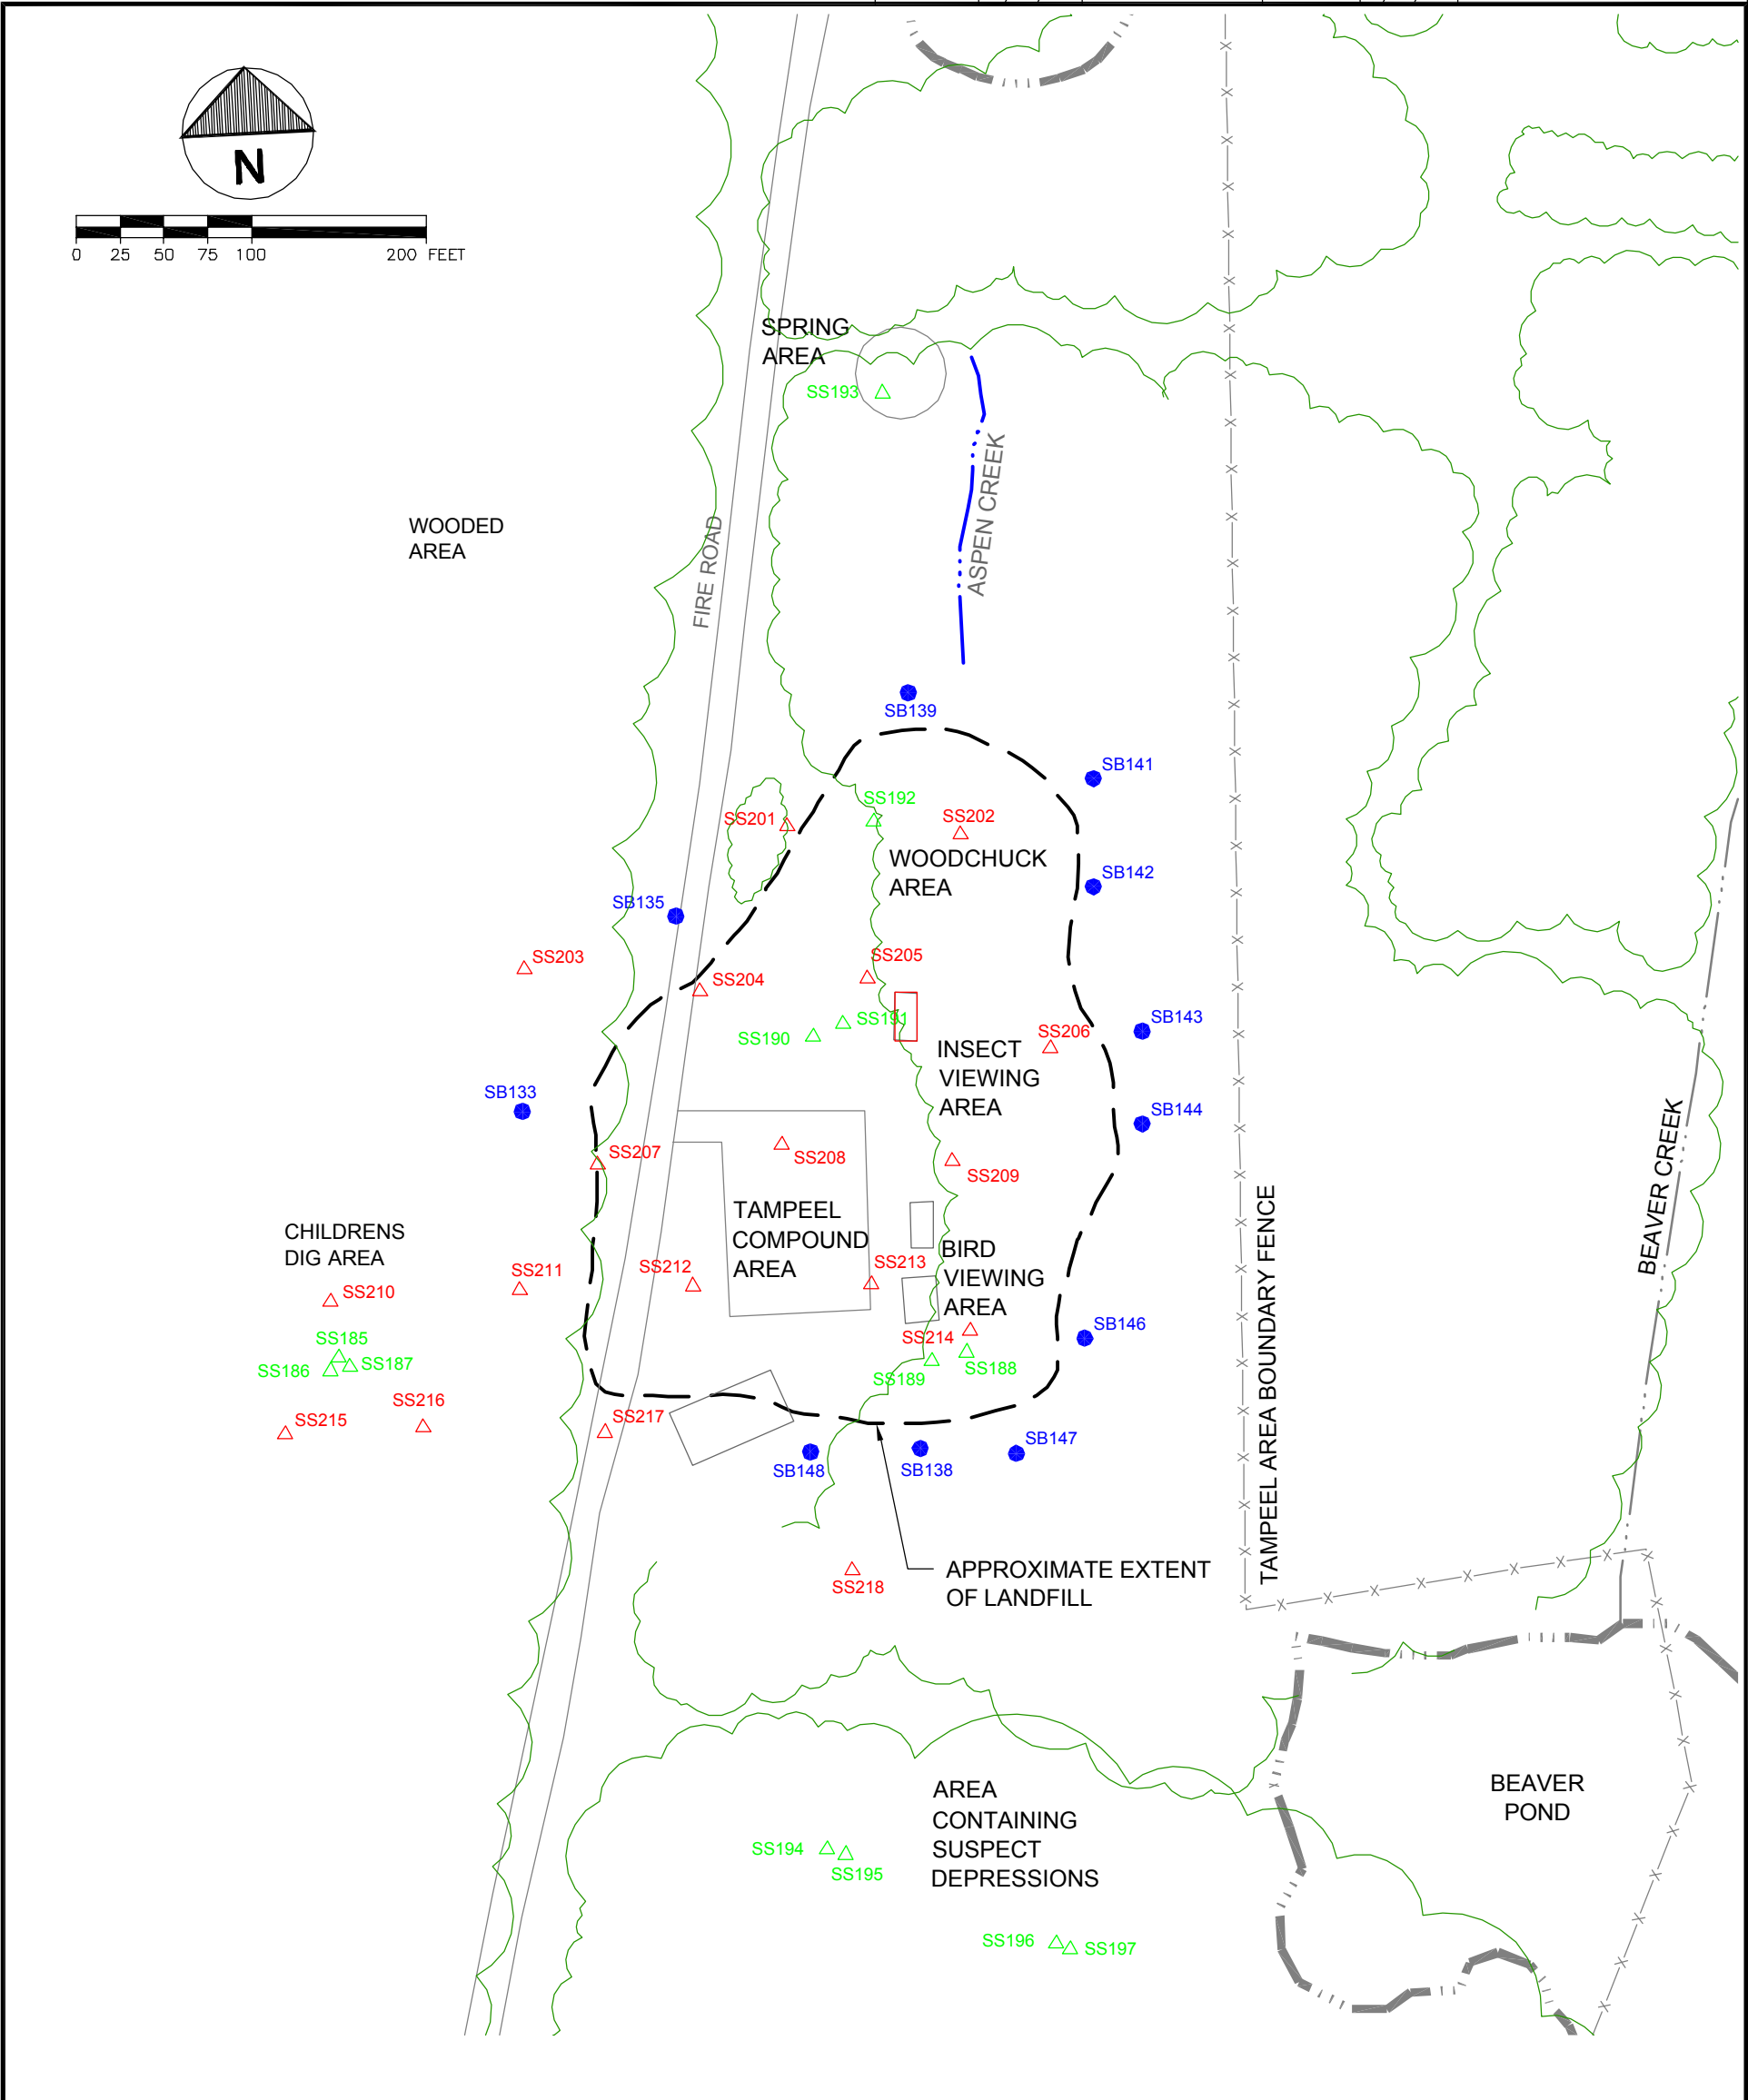 N
0 25 50 75 100 200 FEET
SPRING
AREA
SS193
ASPEN CREEK
WOODED
AREA
FIRE ROAD
SB139
SB141
SS192
SS201
SS202
WOODCHUCK
AREA
SB142
SB135
SS203
SS205
SS204
SS191
SS190
SB143
SS206
INSECT
VIEWING
AREA
SB133
SB144
SS207
SS208
SS209
TAMPEEL
COMPOUND
AREA
CHILDRENS
DIG AREA
BIRD
VIEWING
AREA
SS213
SS212
SS211
SS210
BEAVER CREEK
TAMPEEL AREA BOUNDARY FENCE
SB146
SS214
SS185
SS186
SS187
SS188
SS189
SS216
SS215
SS217
SB147
SB148
SB138
APPROXIMATE EXTENT
OF LANDFILL
SS218
AREA
CONTAINING
SUSPECT
DEPRESSIONS
BEAVER
POND
SS194
SS195
SS196
SS197